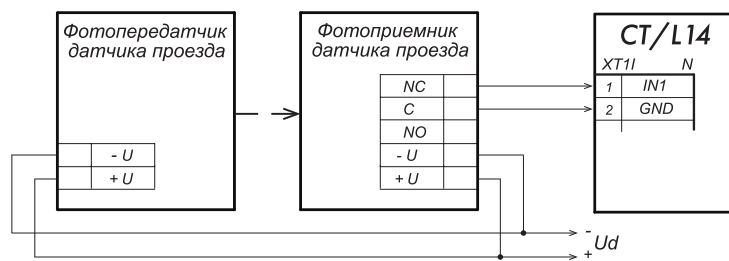 Фотопередатчик
датчика проезда
- U
+ U
Фотоприемник
датчика проезда
NC
C
NO
- U
+ U
CT/L14
XT1I N
1 IN1
2 GND
-
Ud
+